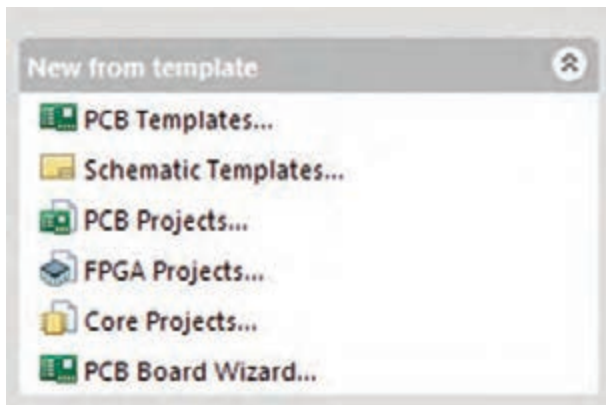 New from template
PCB Templates...
Schematic Templates...
PCB Projects...
FPGA Projects...
Core Projects...
PCB Board Wizard...